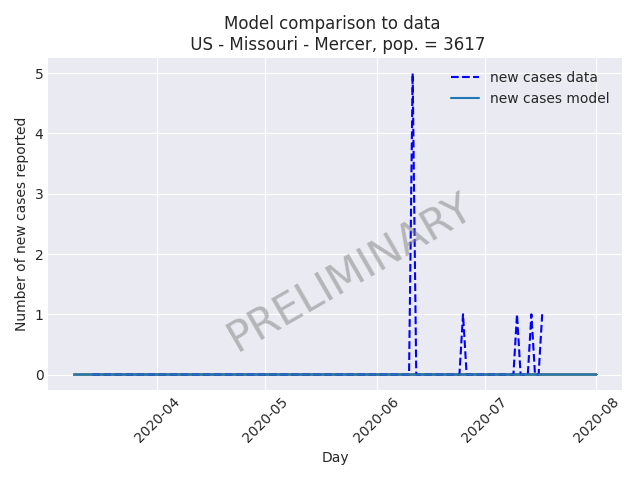 Model comparison to data
US - Missouri - Mercer, pop. = 3617
new cases data
new cases model
Number of new cases reported
5
4
3
2
1
0
PRELIMINARY
2020-04
2020-05
2020-06
2020-07
2020-08
Day